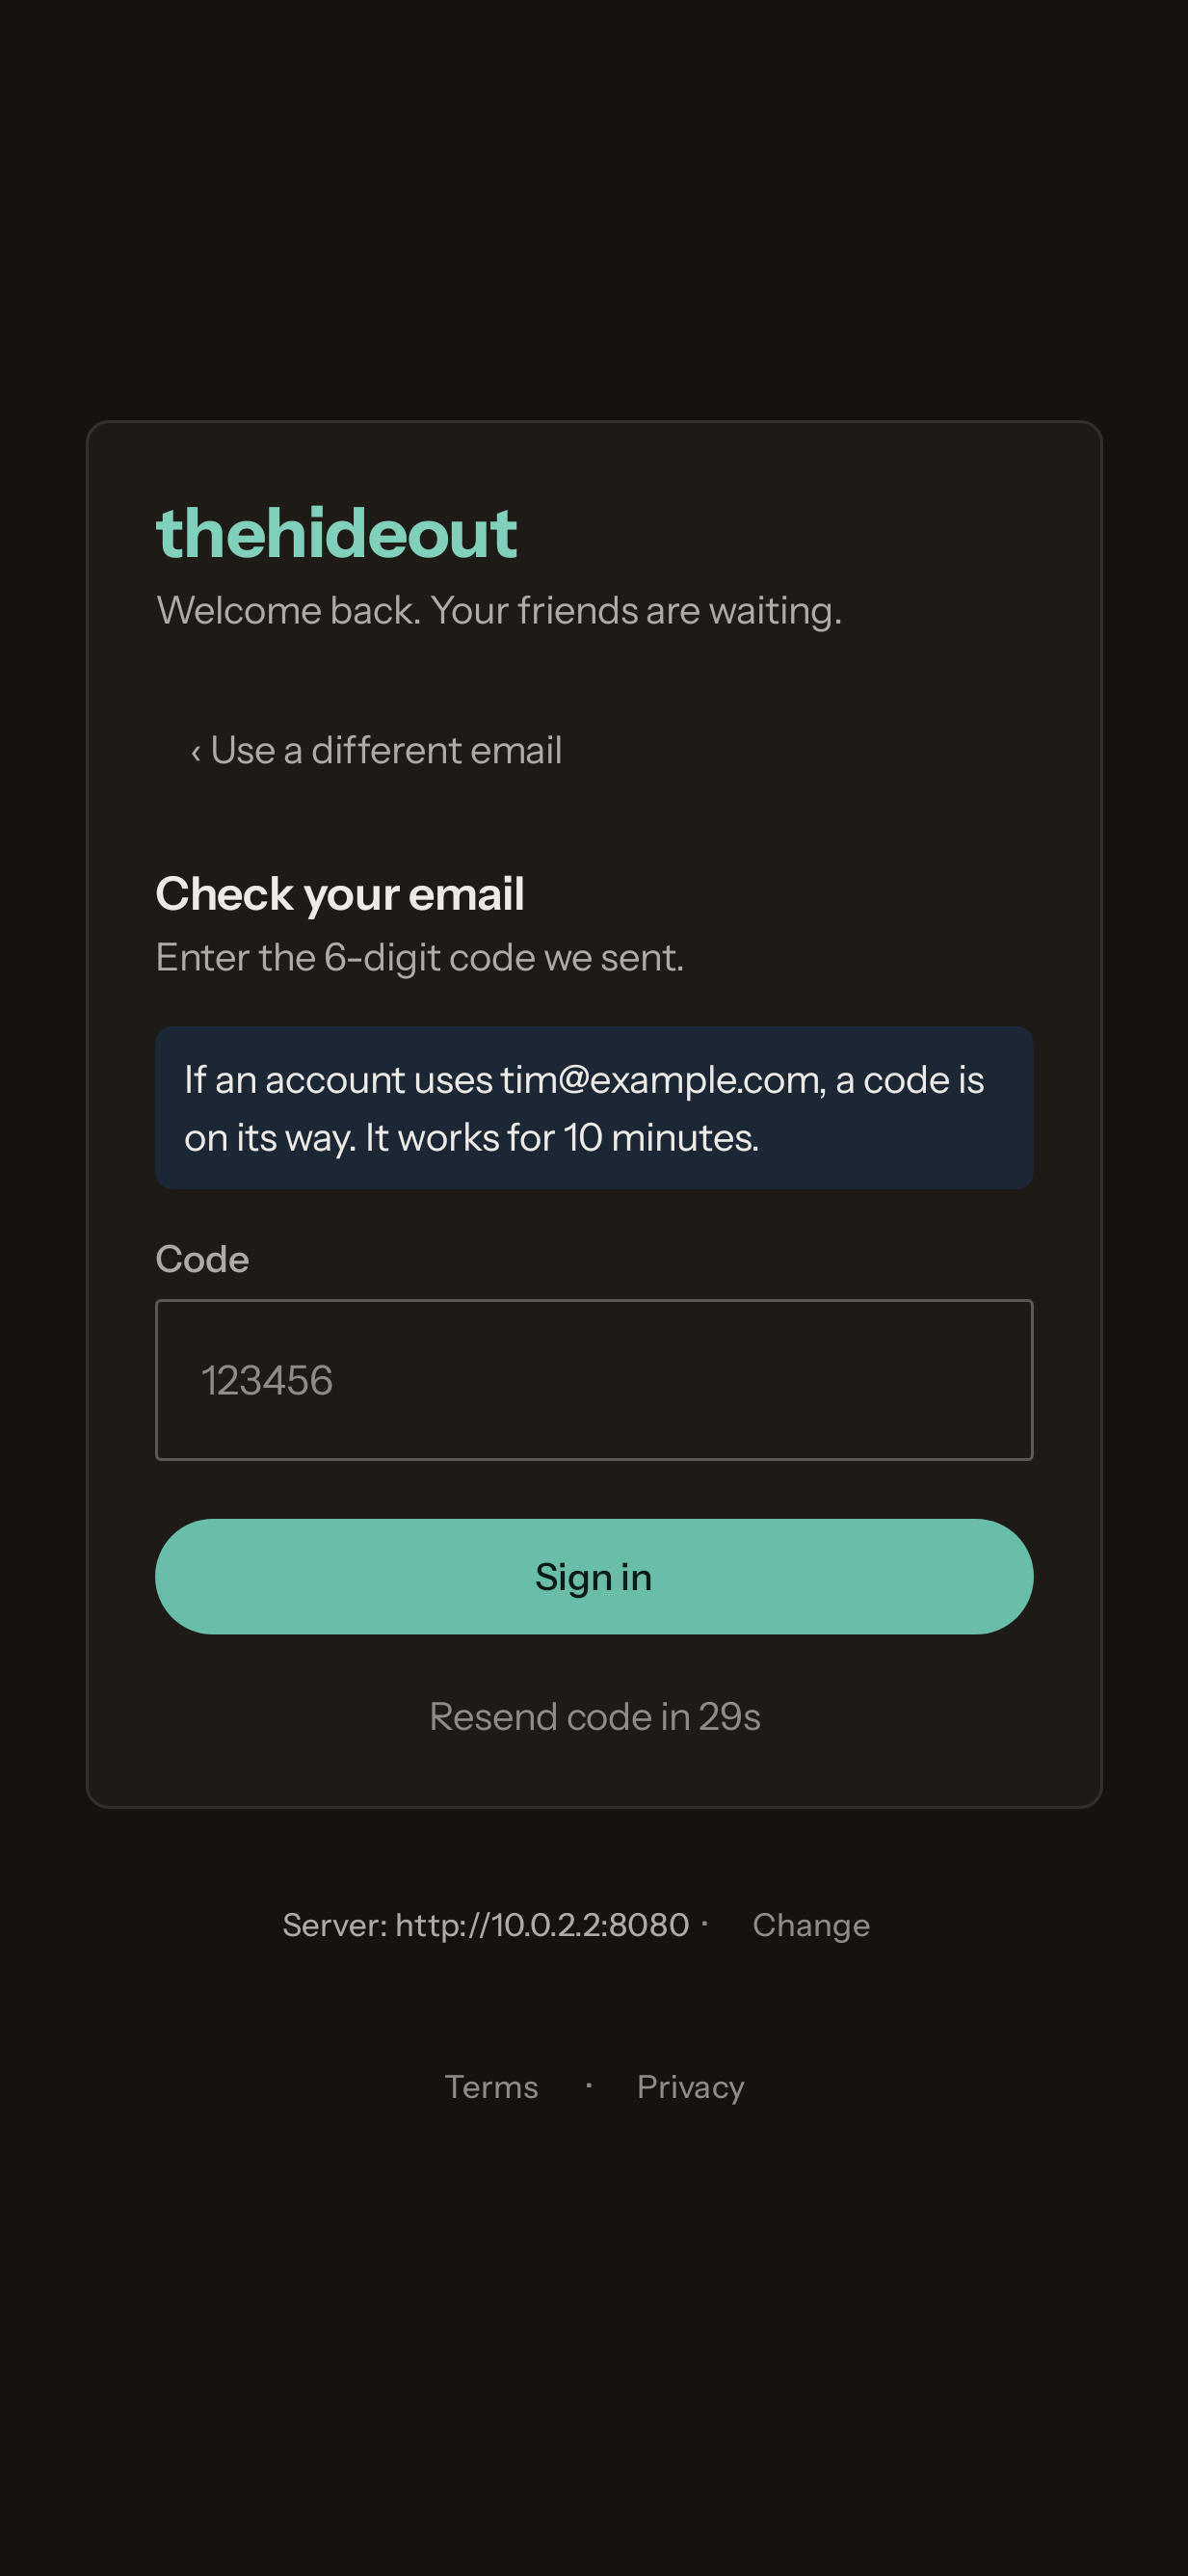 thehideout
Welcome back. Your friends are waiting.
‹ Use a different email
Check your email
Enter the 6-digit code we sent.
If an account uses tim@example.com, a code is
on its way. It works for 10 minutes.
Code
123456
Sign in
Resend code in 29s
Server: http://10.0.2.2:8080 · Change
Terms · Privacy